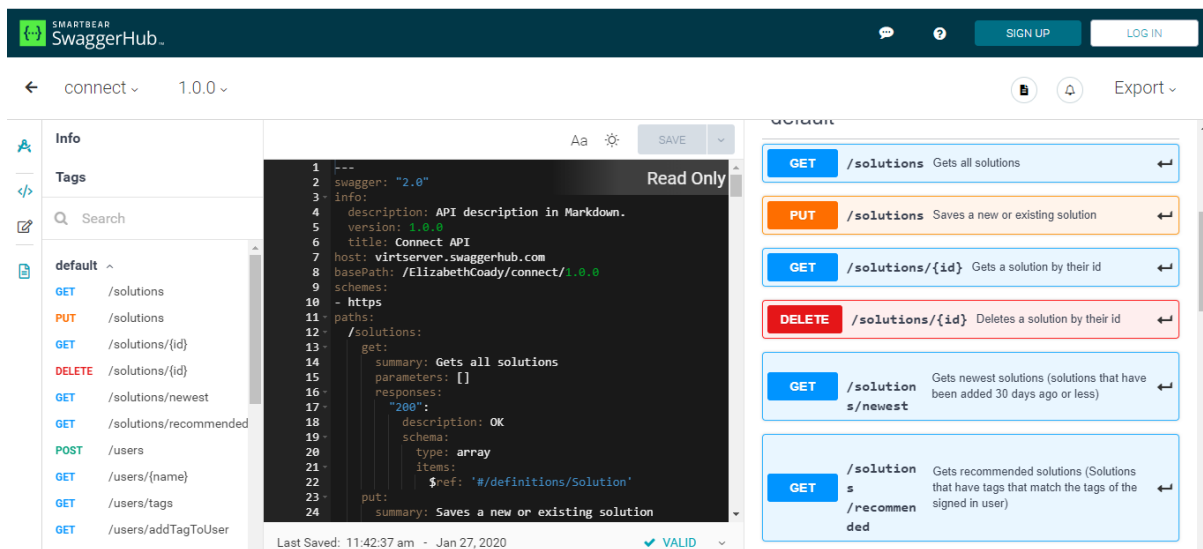 SMARTBEAR
SwaggerHub™
SIGN UP
LOG IN
connect
1.0.0
Export
Info
Tags
Search
default
GET /solutions
PUT /solutions
GET /solutions/{id}
DELETE /solutions/{id}
GET /solutions/newest
GET /solutions/recommended
POST /users
GET /users/{name}
GET /users/tags
GET /users/addTagToUser
Aa
SAVE
Read Only
1 ---
2 swagger: "2.0"
3 info:
4 description: API description in Markdown.
5 version: 1.0.0
6 title: Connect API
7 host: virtserver.swaggerhub.com
8 basePath: /ElizabethCoady/connect/1.0.0
9 schemes:
10 - https
11 paths:
12 /solutions:
13 get:
14 summary: Gets all solutions
15 parameters: []
16 responses:
17 "200":
18 description: OK
19 schema:
20 type: array
21 items:
22 $ref: '#/definitions/Solution'
23 put:
24 summary: Saves a new or existing solution
Last Saved: 11:42:37 am - Jan 27, 2020
VALID
default
GET /solutions Gets all solutions
PUT /solutions Saves a new or existing solution
GET /solutions/{id} Gets a solution by their id
DELETE /solutions/{id} Deletes a solution by their id
GET
/solution
s/newest
Gets newest solutions (solutions that have
been added 30 days ago or less)
GET
/solution
s
/recommen
ded
Gets recommended solutions (Solutions
that have tags that match the tags of the
signed in user)